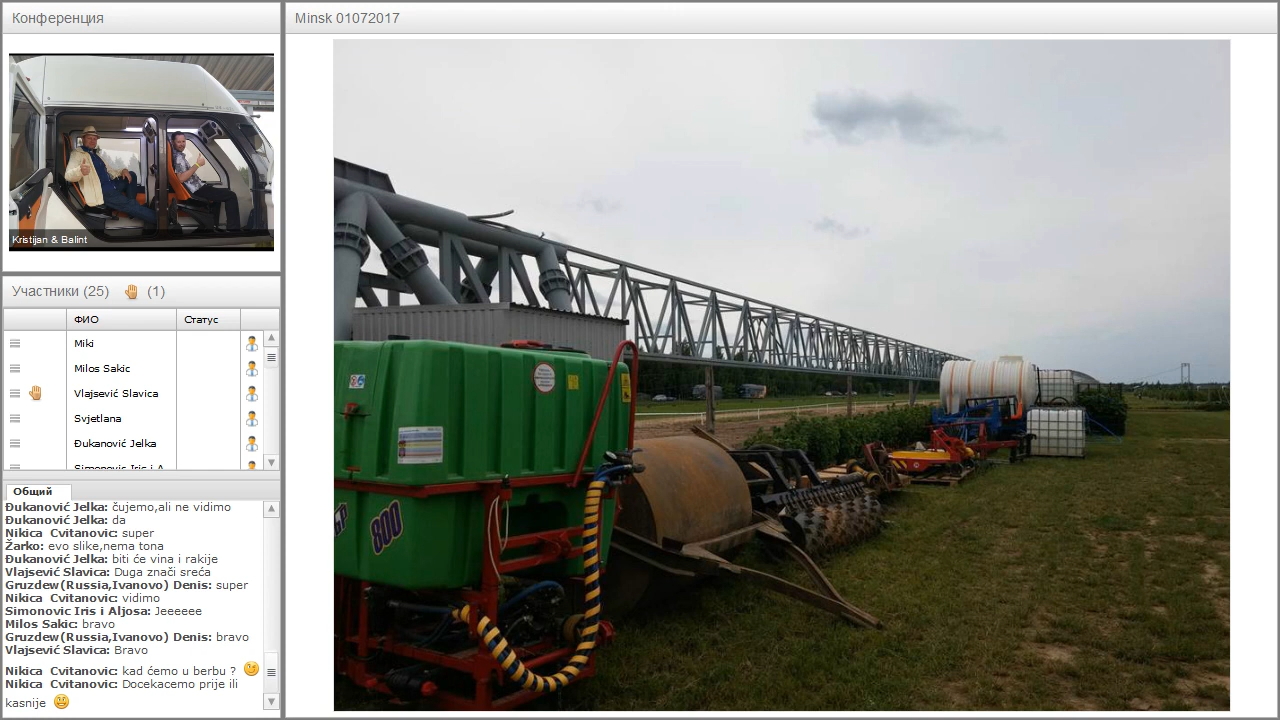 Конференция
Minsk 01072017
Kristijan & Balint
Участники (25) (1)
ФИО Статус
Miki
Milos Sakic
Vlajsević Slavica
Svjetlana
Đukanović Jelka
Simonovic Iris i A
Общий
Đukanović Jelka: čujemo,ali ne vidimo
Đukanović Jelka: da
Nikica Cvitanovic: super
Žarko: evo slike,nema tona
Đukanović Jelka: biti će vina i rakije
Vlajsević Slavica: Duga znači sreća
Gruzdew(Russia,Ivanovo) Denis: super
Nikica Cvitanovic: vidimo
Simonovic Iris i Aljosa: Jeeeeee
Milos Sakic: bravo
Gruzdew(Russia,Ivanovo) Denis: bravo
Vlajsević Slavica: Bravo
Nikica Cvitanovic: kad ćemo u berbu ?
Nikica Cvitanovic: Docekacemo prije ili
kasnije
800